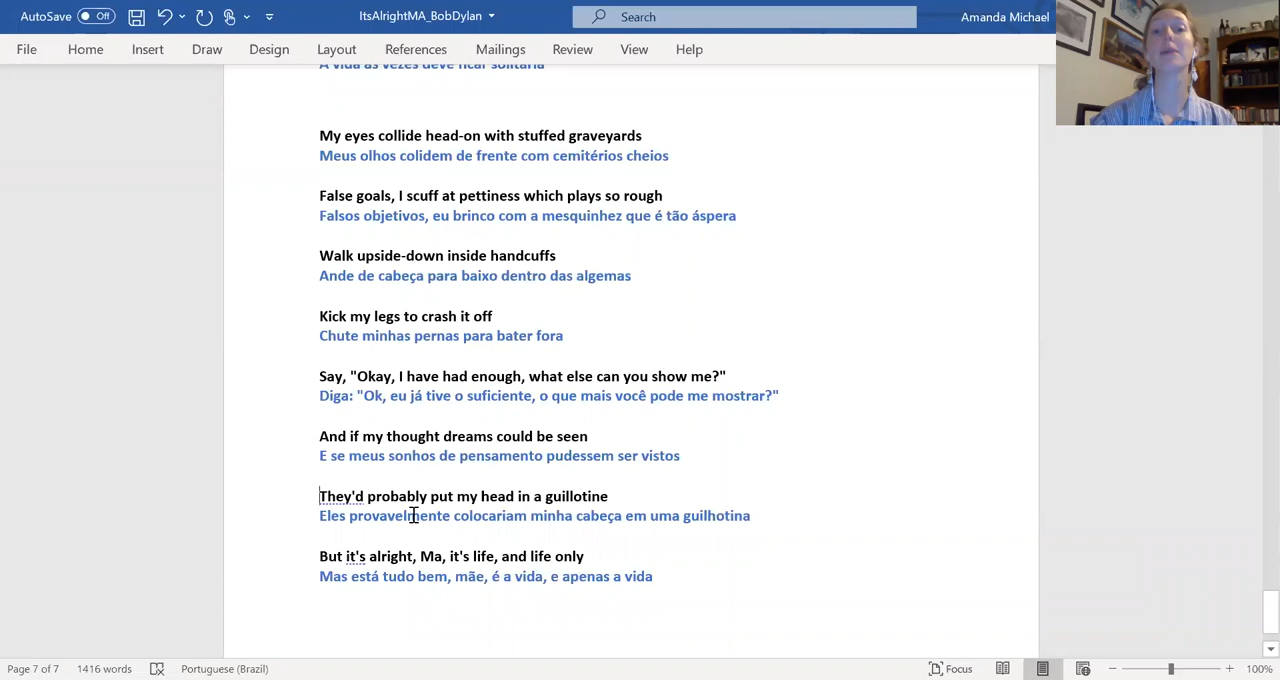 AutoSave Off ItsAlrightMA_BobDylan Search Amanda Michael
File Home Insert Draw Design Layout References Mailings Review View Help
A vida às vezes deve ficar solitária
My eyes collide head-on with stuffed graveyards
Meus olhos colidem de frente com cemitérios cheios
False goals, I scuff at pettiness which plays so rough
Falsos objetivos, eu brinco com a mesquinhez que é tão áspera
Walk upside-down inside handcuffs
Ande de cabeça para baixo dentro das algemas
Kick my legs to crash it off
Chute minhas pernas para bater fora
Say, "Okay, I have had enough, what else can you show me?"
Diga: "Ok, eu já tive o suficiente, o que mais você pode me mostrar?"
And if my thought dreams could be seen
E se meus sonhos de pensamento pudessem ser vistos
They'd probably put my head in a guillotine
Eles provavelmente colocariam minha cabeça em uma guilhotina
But it's alright, Ma, it's life, and life only
Mas está tudo bem, mãe, é a vida, e apenas a vida
Page 7 of 7 1416 words Portuguese (Brazil) Focus 100%